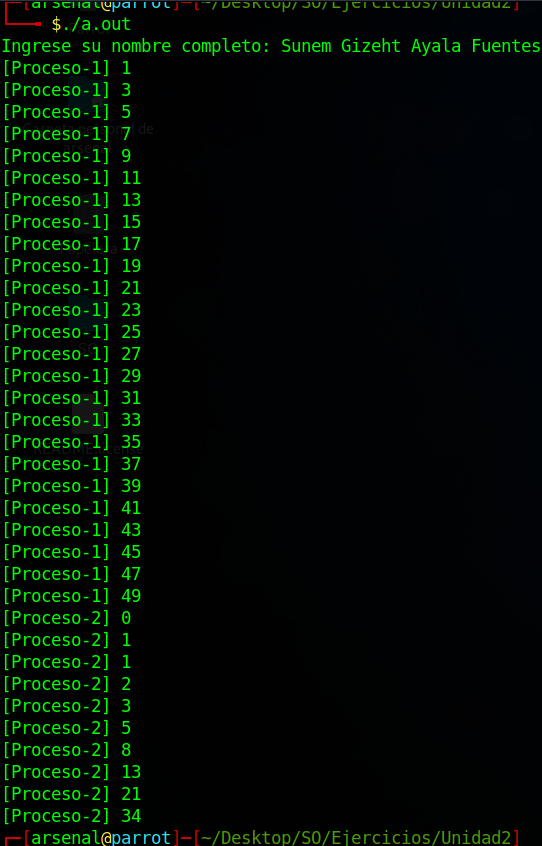 ┌─[arsenal@parrot]─[~/Desktop/SO/Ejercicios/Unidad2]
└──╼ $./a.out
Ingrese su nombre completo: Sunem Gizeht Ayala Fuentes
[Proceso-1] 1
[Proceso-1] 3
[Proceso-1] 5
[Proceso-1] 7
[Proceso-1] 9
[Proceso-1] 11
[Proceso-1] 13
[Proceso-1] 15
[Proceso-1] 17
[Proceso-1] 19
[Proceso-1] 21
[Proceso-1] 23
[Proceso-1] 25
[Proceso-1] 27
[Proceso-1] 29
[Proceso-1] 31
[Proceso-1] 33
[Proceso-1] 35
[Proceso-1] 37
[Proceso-1] 39
[Proceso-1] 41
[Proceso-1] 43
[Proceso-1] 45
[Proceso-1] 47
[Proceso-1] 49
[Proceso-2] 0
[Proceso-2] 1
[Proceso-2] 1
[Proceso-2] 2
[Proceso-2] 3
[Proceso-2] 5
[Proceso-2] 8
[Proceso-2] 13
[Proceso-2] 21
[Proceso-2] 34
┌─[arsenal@parrot]─[~/Desktop/SO/Ejercicios/Unidad2]